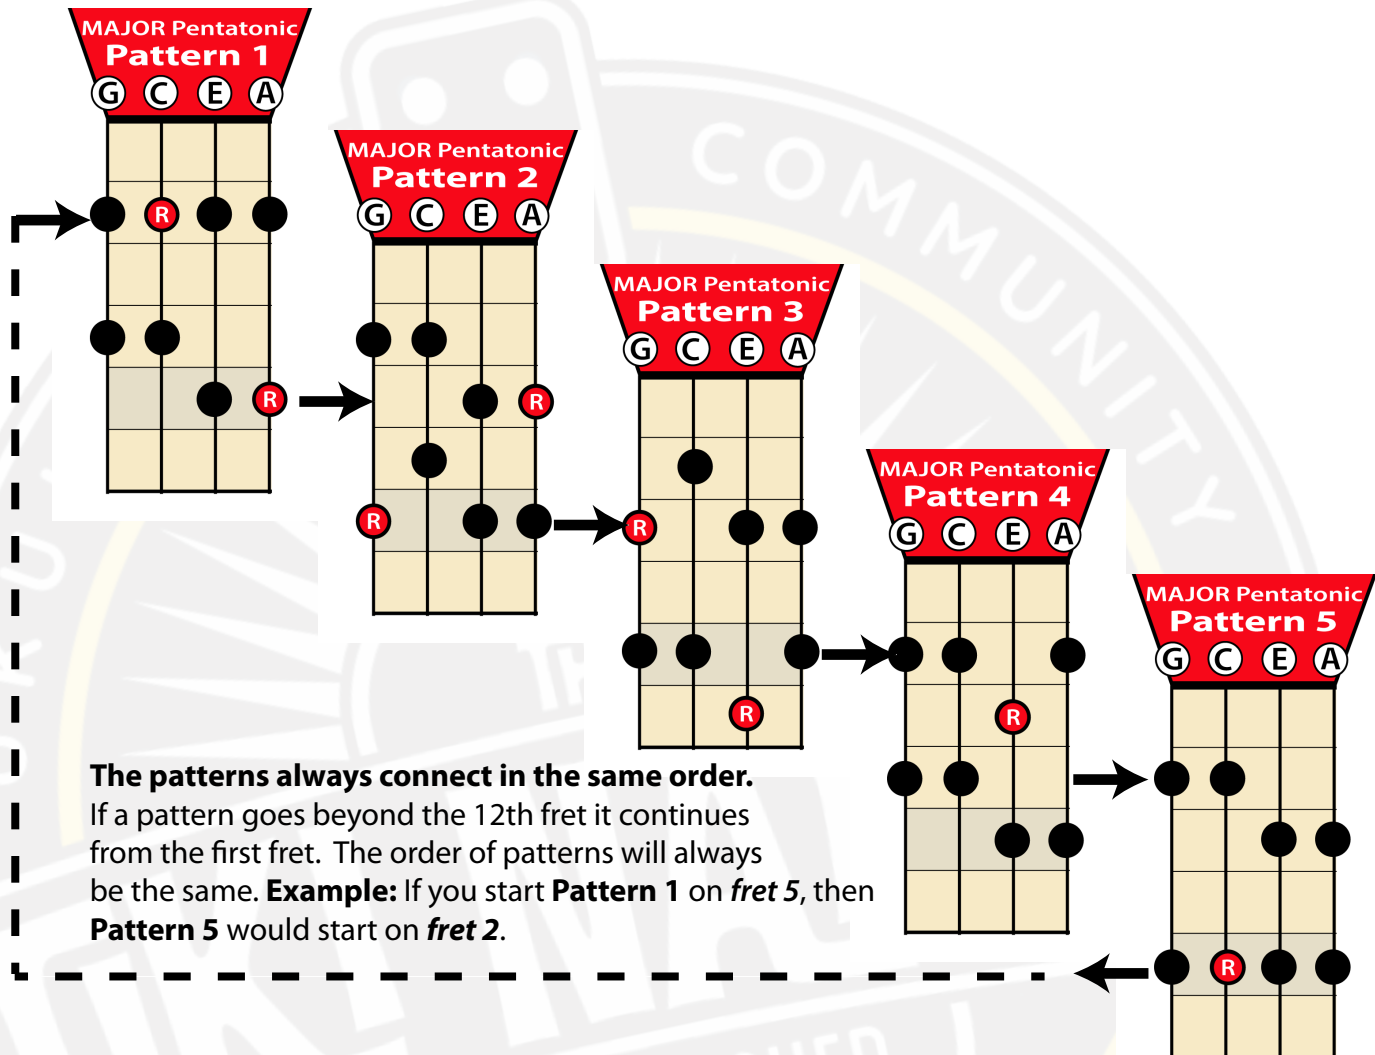 MAJOR Pentatonic
Pattern 1
G C E A
R
R
MAJOR Pentatonic
Pattern 2
G C E A
R
R
MAJOR Pentatonic
Pattern 3
G C E A
R
R
MAJOR Pentatonic
Pattern 4
G C E A
R
MAJOR Pentatonic
Pattern 5
G C E A
R
The patterns always connect in the same order.
If a pattern goes beyond the 12th fret it continues
from the first fret. The order of patterns will always
be the same. Example: If you start Pattern 1 on fret 5, then
Pattern 5 would start on fret 2.
COMMUNITY